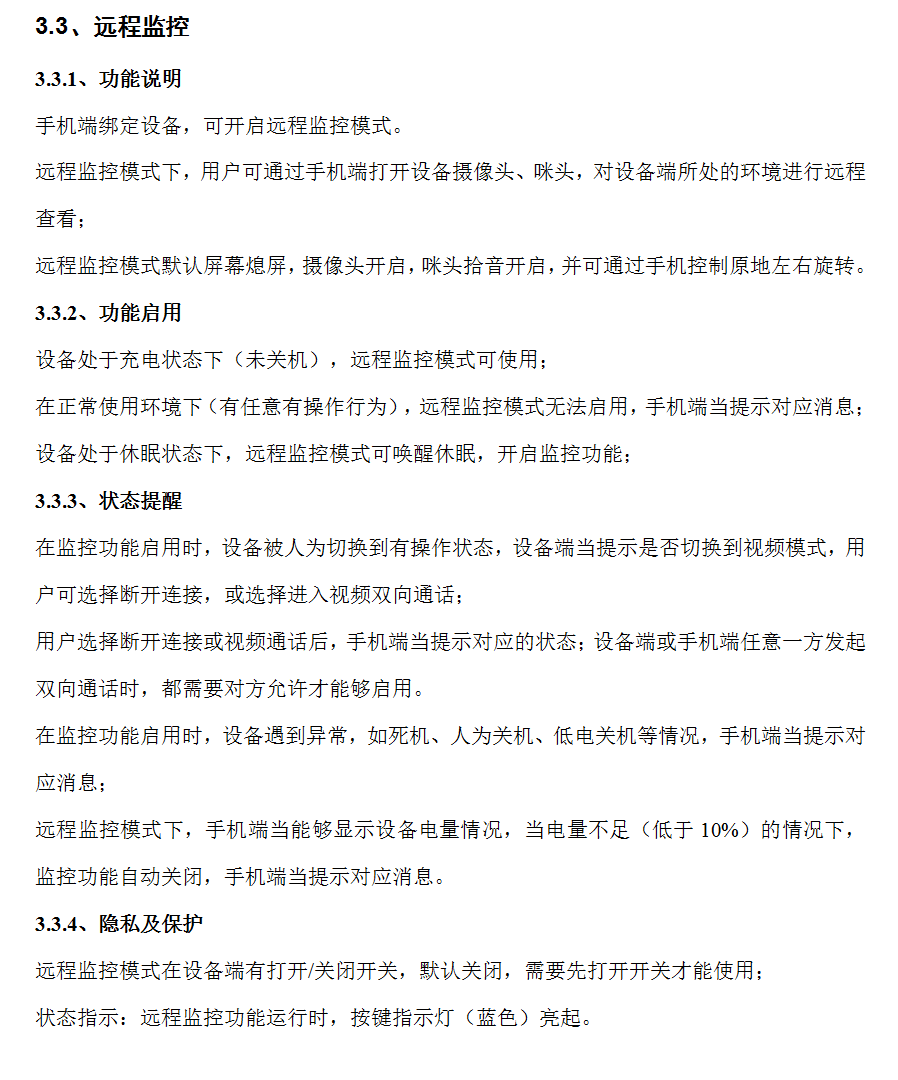 3.3、远程监控
3.3.1、功能说明
手机端绑定设备，可开启远程监控模式。
远程监控模式下，用户可通过手机端打开设备摄像头、咪头，对设备端所处的环境进行远程
查看；
远程监控模式默认屏幕熄屏，摄像头开启，咪头拾音开启，并可通过手机控制原地左右旋转。
3.3.2、功能启用
设备处于充电状态下（未关机），远程监控模式可使用；
在正常使用环境下（有任意有操作行为），远程监控模式无法启用，手机端当提示对应消息；
设备处于休眠状态下，远程监控模式可唤醒休眠，开启监控功能；
3.3.3、状态提醒
在监控功能启用时，设备被人为切换到有操作状态，设备端当提示是否切换到视频模式，用
户可选择断开连接，或选择进入视频双向通话；
用户选择断开连接或视频通话后，手机端当提示对应的状态；设备端或手机端任意一方发起
双向通话时，都需要对方允许才能够启用。
在监控功能启用时，设备遇到异常，如死机、人为关机、低电关机等情况，手机端当提示对
应消息；
远程监控模式下，手机端当能够显示设备电量情况，当电量不足（低于 10%）的情况下，
监控功能自动关闭，手机端当提示对应消息。
3.3.4、隐私及保护
远程监控模式在设备端有打开/关闭开关，默认关闭，需要先打开开关才能使用；
状态指示：远程监控功能运行时，按键指示灯（蓝色）亮起。